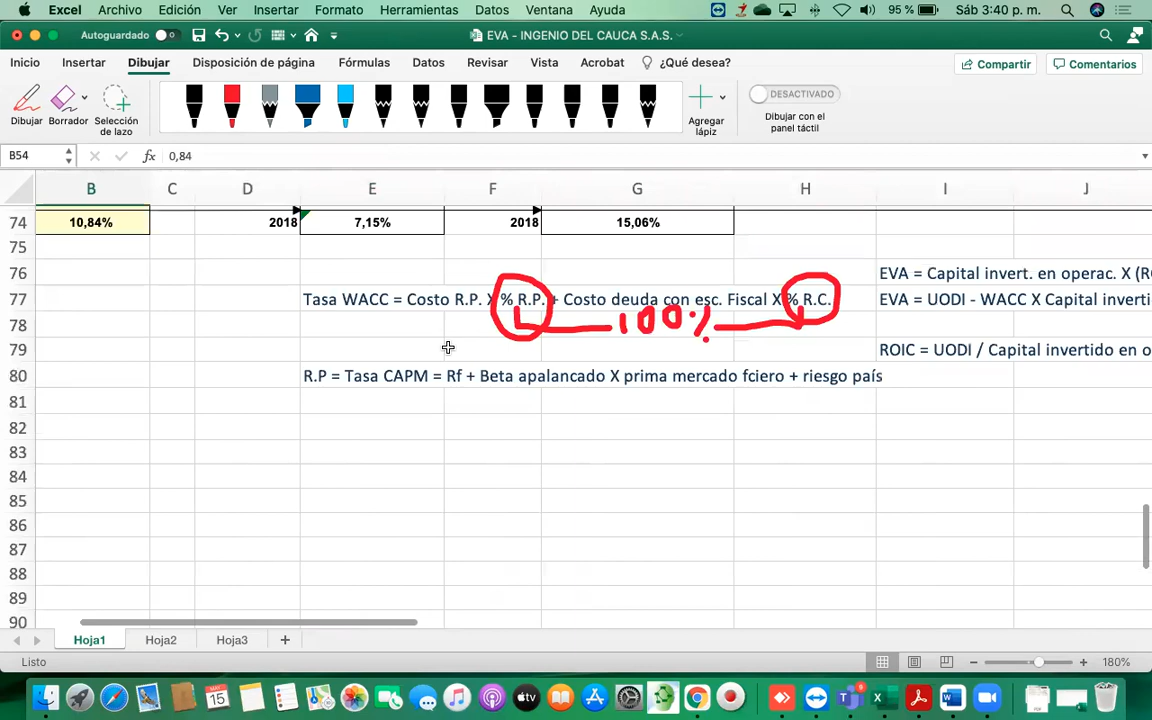 Excel Archivo Edición Ver Insertar Formato Herramientas Datos Ventana Ayuda 95 % Sáb 3:40 p. m.
Autoguardado EVA - INGENIO DEL CAUCA S.A.S.
Inicio Insertar Dibujar Disposición de página Fórmulas Datos Revisar Vista Acrobat ¿Qué desea? Compartir Comentarios
DESACTIVADO
Dibujar Borrador Selección de lazo Agregar lápiz Dibujar con el panel táctil
B54 fx 0,84
B C D E F G H I J
74 10,84% 2018 7,15% 2018 15,06%
75
76 EVA = Capital invert. en operac. X (RO
77 Tasa WACC = Costo R.P. X % R.P. + Costo deuda con esc. Fiscal X % R.C. EVA = UODI - WACC X Capital inverti
78 100%
79 ROIC = UODI / Capital invertido en o
80 R.P = Tasa CAPM = Rf + Beta apalancado X prima mercado fciero + riesgo país
81
82
83
84
85
86
87
88
89
90
Hoja1 Hoja2 Hoja3 +
Listo 180%
MAY 15 tv